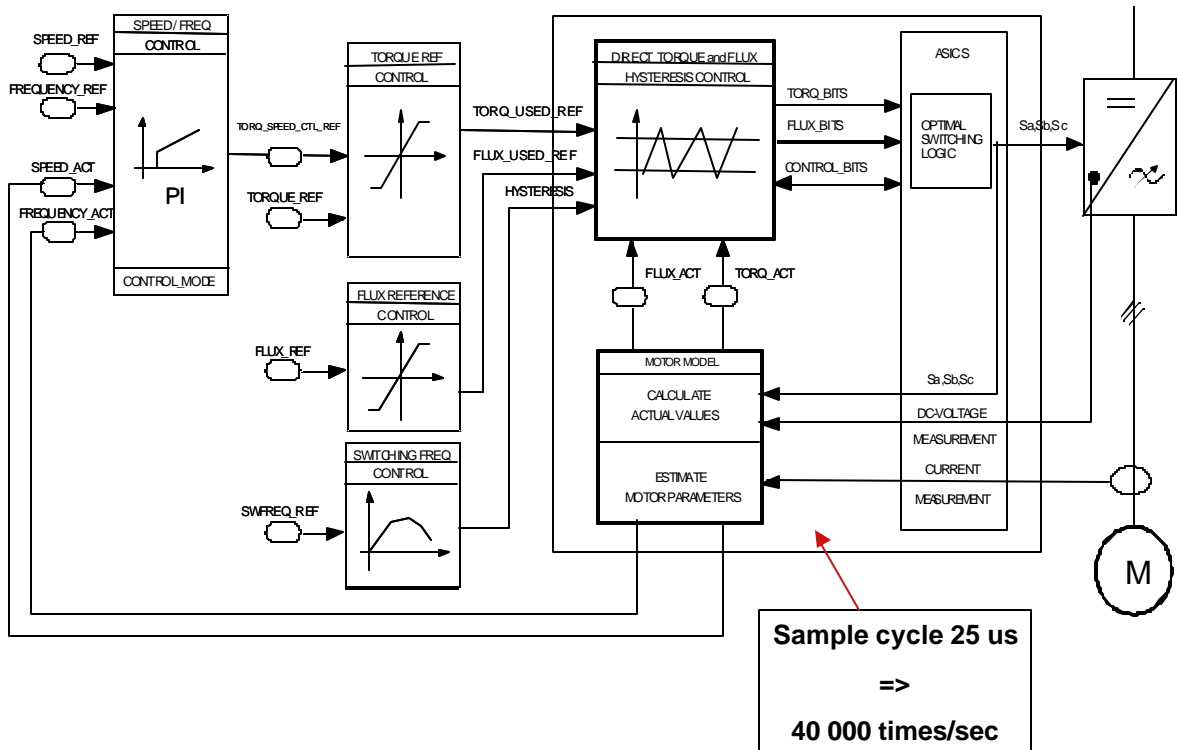 SPEED / FREQ
CONTROL
SPEED_REF
FREQUENCY_REF
SPEED_ACT
FREQUENCY_ACT
PI
CONTROL_MODE
TORQ_SPEED_CTL_REF
TORQUE_REF
TORQUE REF
CONTROL
FLUX_REF
FLUX REFERENCE
CONTROL
SWFREQ_REF
SWITCHING FREQ
CONTROL
TORQ_USED_REF
FLUX_USED_REF
HYSTERESIS
DIRECT TORQUE and FLUX
HYSTERESIS CONTROL
FLUX_ACT
TORQ_ACT
MOTOR MODEL
CALCULATE
ACTUAL VALUES
ESTIMATE
MOTOR PARAMETERS
TORQ_BITS
FLUX_BITS
CONTROL_BITS
ASICS
OPTIMAL
SWITCHING
LOGIC
Sa,Sb,Sc
Sa,Sb,Sc
DC-VOLTAGE
MEASUREMENT
CURRENT
MEASUREMENT
M
Sample cycle 25 us
=>
40 000 times/sec